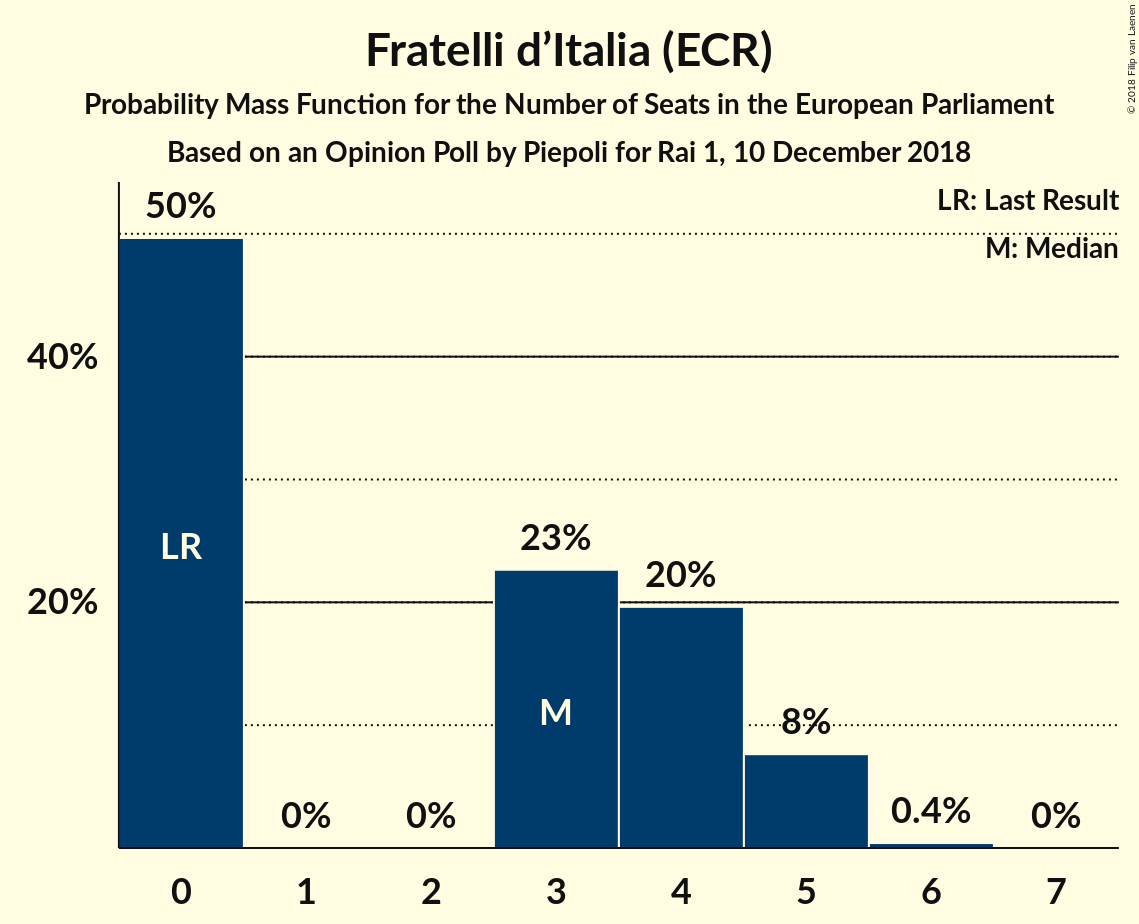 Fratelli d’Italia (ECR)
Probability Mass Function for the Number of Seats in the European Parliament
Based on an Opinion Poll by Piepoli for Rai 1, 10 December 2018
© 2018 Filip van Laenen
LR: Last Result
M: Median
50%
40%
20%
LR
0%
0%
23%
M
20%
8%
0.4%
0%
0 1 2 3 4 5 6 7